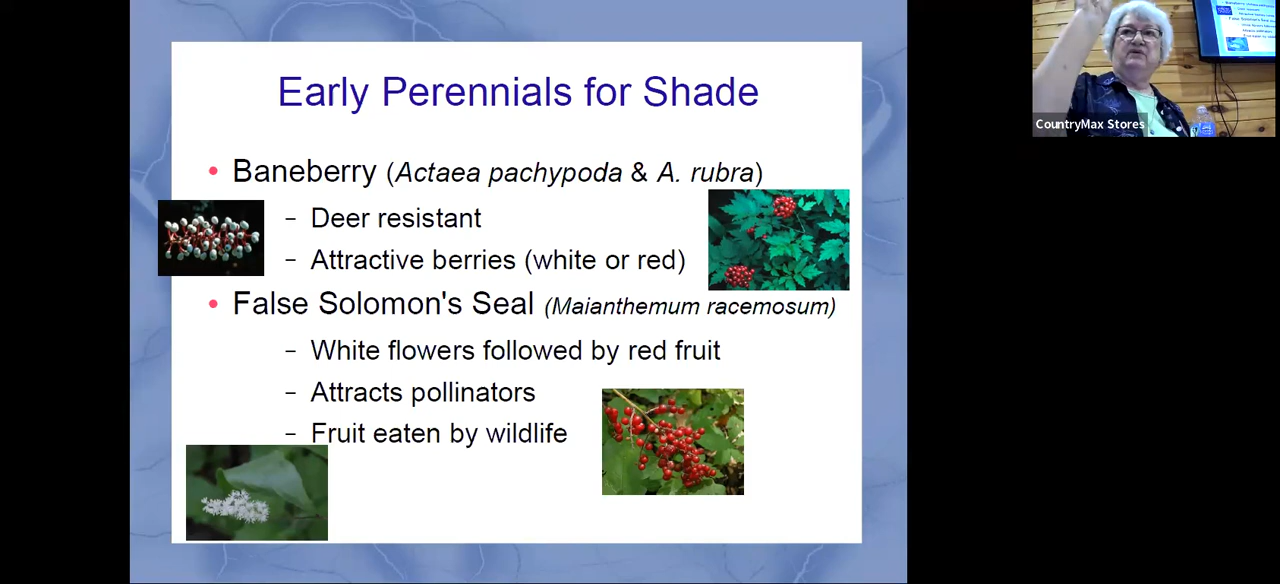 Early Perennials for Shade
• Baneberry (Actaea pachypoda & A. rubra)
– Deer resistant
– Attractive berries (white or red)
• False Solomon's Seal (Maianthemum racemosum)
– White flowers followed by red fruit
– Attracts pollinators
– Fruit eaten by wildlife
CountryMax Stores